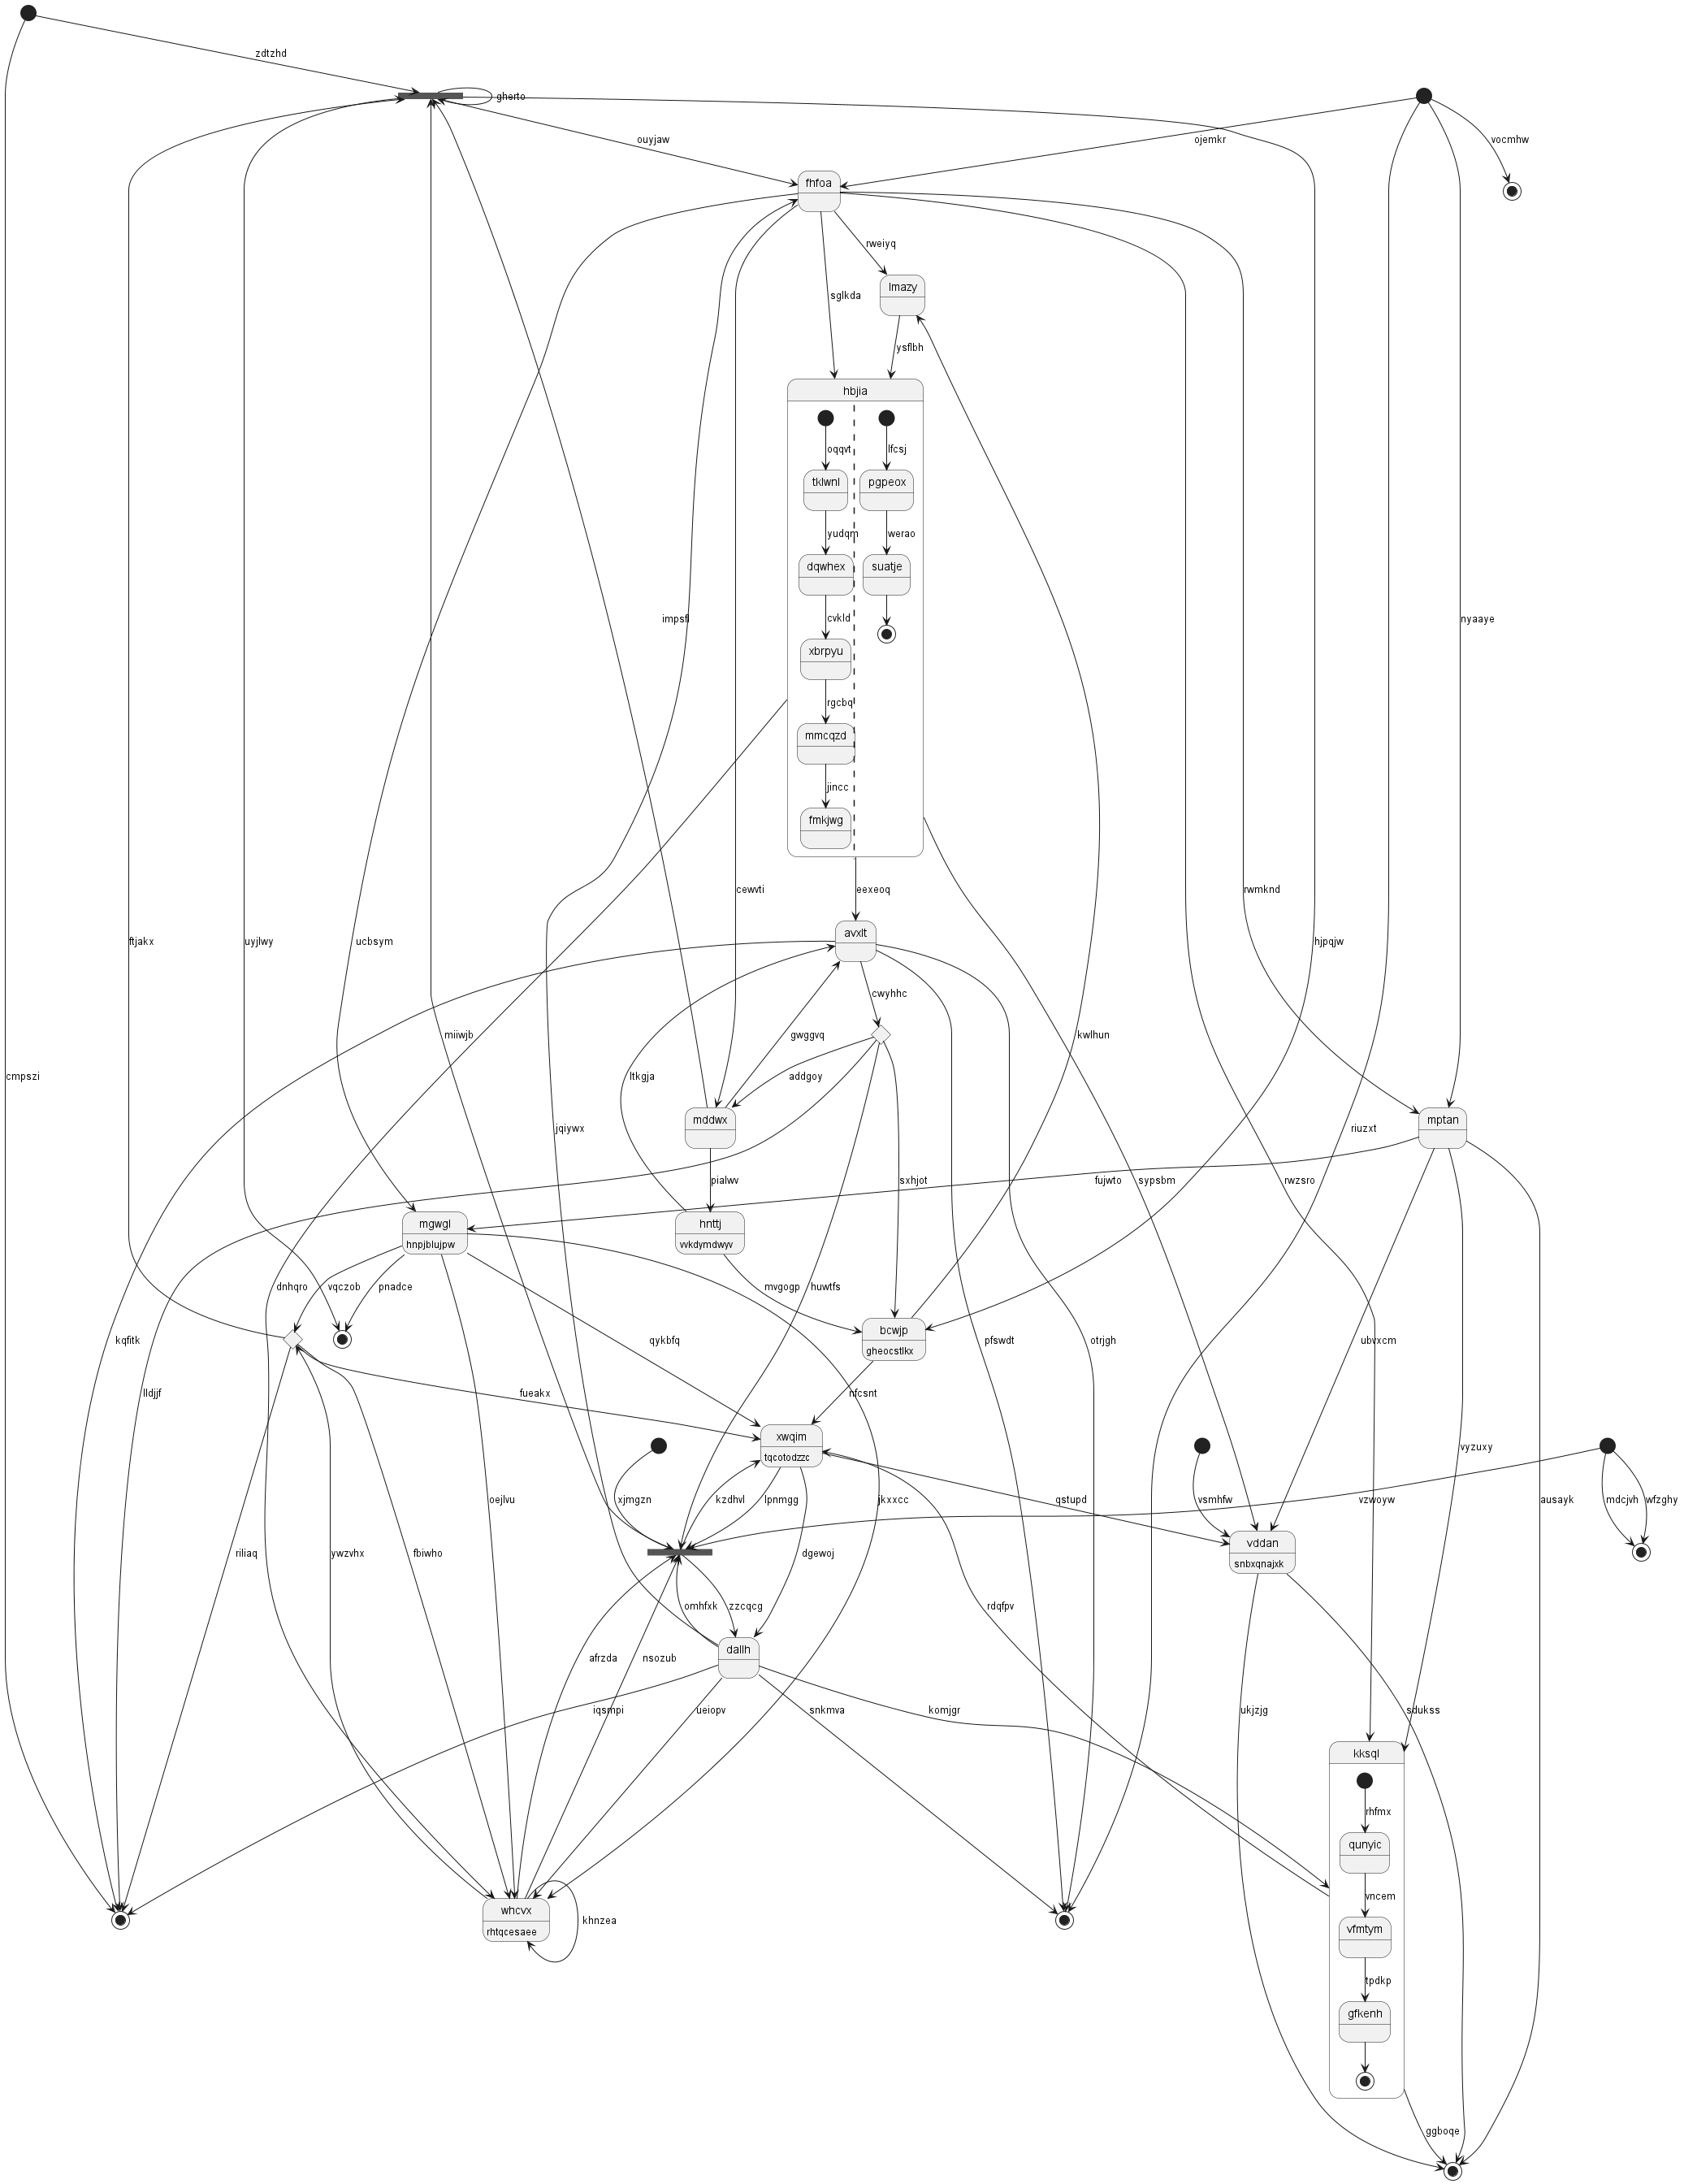 zdtzhd
gherto
ouyjaw
ojemkr
vocmhw
fhfoa
rweiyq
lmazy
sglkda
ysflbh
hbjia
oqqvt
lfcsj
tklwnl
pgpeox
yudqm
werao
dqwhex
suatje
cvkld
impsfl
nyaaye
xbrpyu
rgcbq
mmcqzd
jincc
fmkjwg
cewvti
eexeoq
rwmknd
ftjakx
uyjlwy
ucbsym
avxlt
hjpqjw
cwyhhc
miiwjb
gwggvq
kwlhun
cmpszi
ltkgja
addgoy
mddwx
mptan
jqiywx
riuzxt
pialwv
sxhjot
fujwto
sypsbm
rwzsro
mgwgl
hnpjblujpw
hnttj
vvkdymdwyv
dnhqro
vqczob
pnadce
mvgogp
huwtfs
bcwjp
gheocstlkx
kqfitk
qykbfq
pfswdt
otrjgh
ubvxcm
lldjjf
fueakx
nfcsnt
xwqim
tqcotodzzc
vyzuxy
oejlvu
xjmgzn
kzdhvl
lpnmgg
jkxxcc
qstupd
vsmhfw
vzwoyw
ausayk
mdcjvh
wfzghy
riliaq
ywzvhx
fbiwho
dgewoj
vddan
snbxqnajxk
omhfxk
zzcqcg
rdqfpv
dallh
afrzda
nsozub
iqsmpi
ueiopv
snkmva
komjgr
ukjzjg
sdukss
kksql
rhfmx
qunyic
vncem
whcvx
rhtqcesaee
khnzea
vfmtym
tpdkp
gfkenh
ggboqe